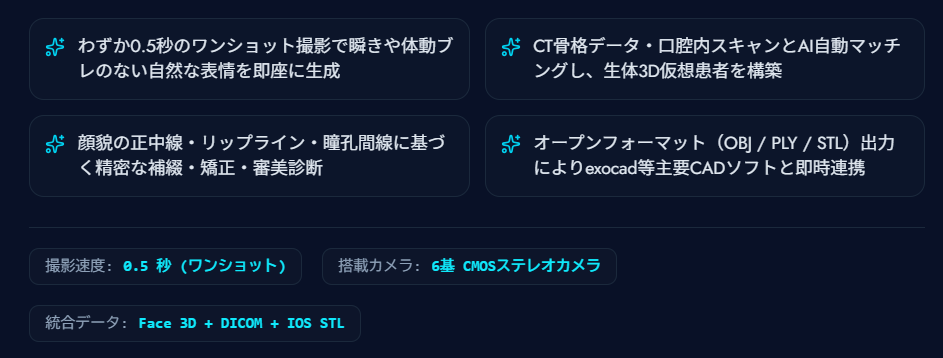 わずか0.5秒のワンショット撮影で瞬きや体動ブ
レのない自然な表情を即座に生成
CT骨格データ・口腔内スキャンとAI自動マッチ
ングし、生体3D仮想患者を構築
顔貌の正中線・リップライン・瞳孔間線に基づ
く精密な補綴・矯正・審美診断
オープンフォーマット（OBJ / PLY / STL）出力
によりexocad等主要CADソフトと即時連携
撮影速度: 0.5 秒 (ワンショット)
搭載カメラ: 6基 CMOSステレオカメラ
統合データ: Face 3D + DICOM + IOS STL